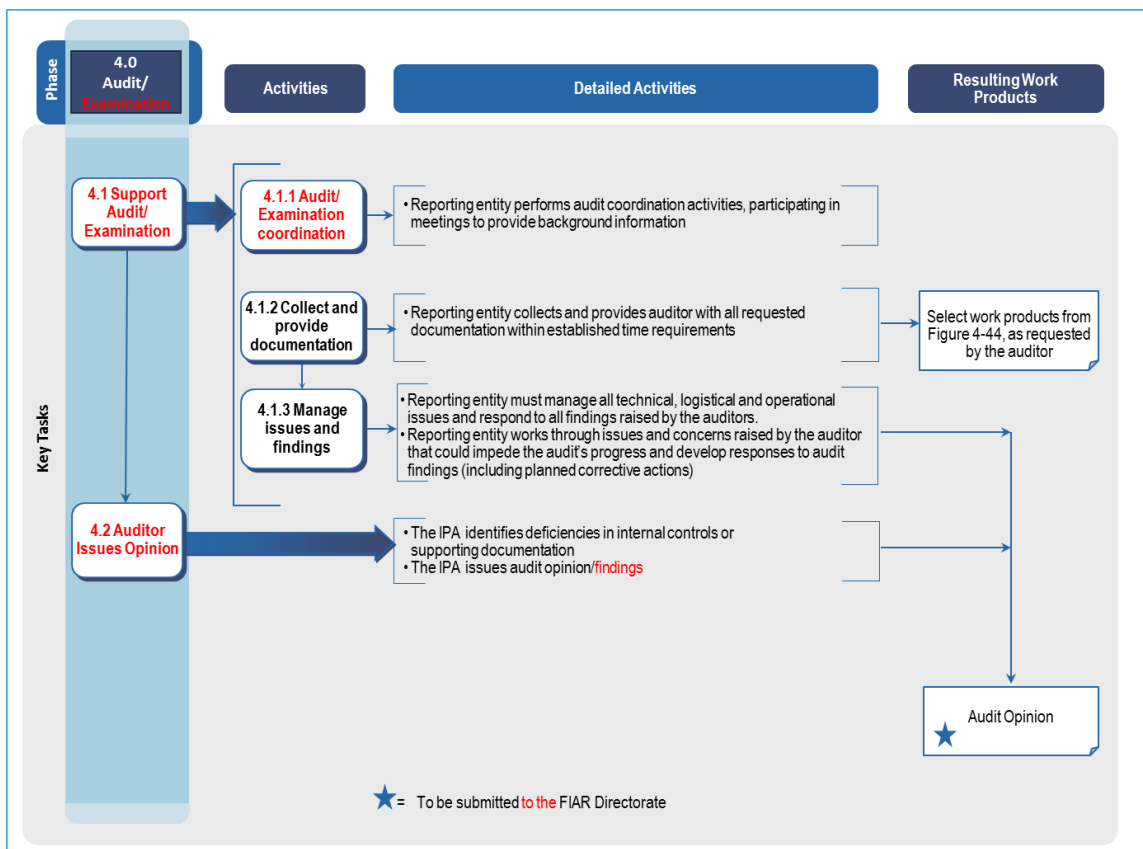 Phase
4.0
Audit/
Examination
Activities
Detailed Activities
Resulting Work
Products
Key Tasks
4.1 Support
Audit/
Examination
4.1.1 Audit/
Examination
coordination
• Reporting entity performs audit coordination activities, participating in
meetings to provide background information
4.1.2 Collect and
provide
documentation
• Reporting entity collects and provides auditor with all requested
documentation within established time requirements
Select work products from
Figure 4-44, as requested
by the auditor
4.1.3 Manage
issues and
findings
• Reporting entity must manage all technical, logistical and operational
issues and respond to all findings raised by the auditors.
• Reporting entity works through issues and concerns raised by the auditor
that could impede the audit's progress and develop responses to audit
findings (including planned corrective actions)
4.2 Auditor
Issues Opinion
• The IPA identifies deficiencies in internal controls or
supporting documentation
• The IPA issues audit opinion/findings
Audit Opinion
= To be submitted to the FIAR Directorate